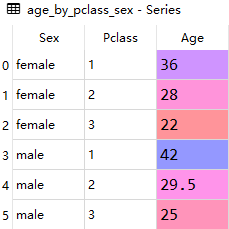 age_by_pclass_sex - Series
Sex Pclass Age
0 female 1 36
1 female 2 28
2 female 3 22
3 male 1 42
4 male 2 29.5
5 male 3 25